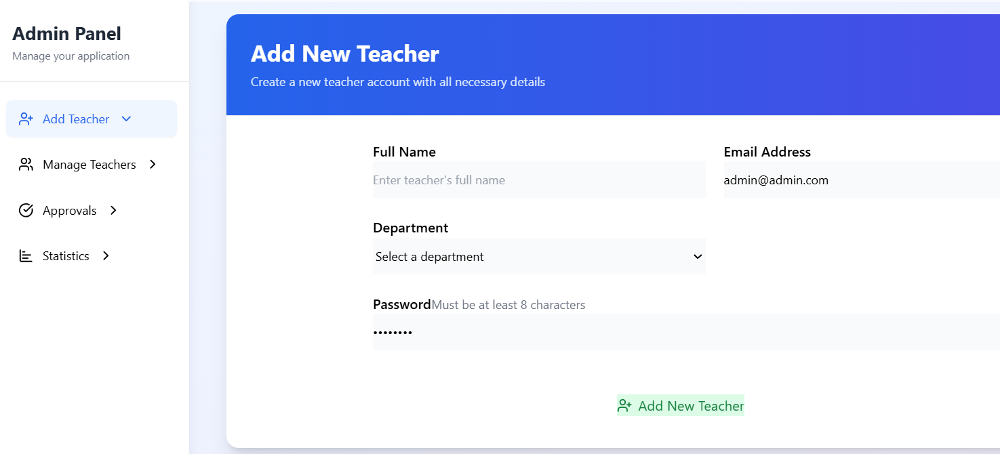 Admin Panel
Manage your application
Add Teacher
Manage Teachers
Approvals
Statistics
Add New Teacher
Create a new teacher account with all necessary details
Full Name
Enter teacher's full name
Email Address
admin@admin.com
Department
Select a department
PasswordMust be at least 8 characters
••••••••
Add New Teacher